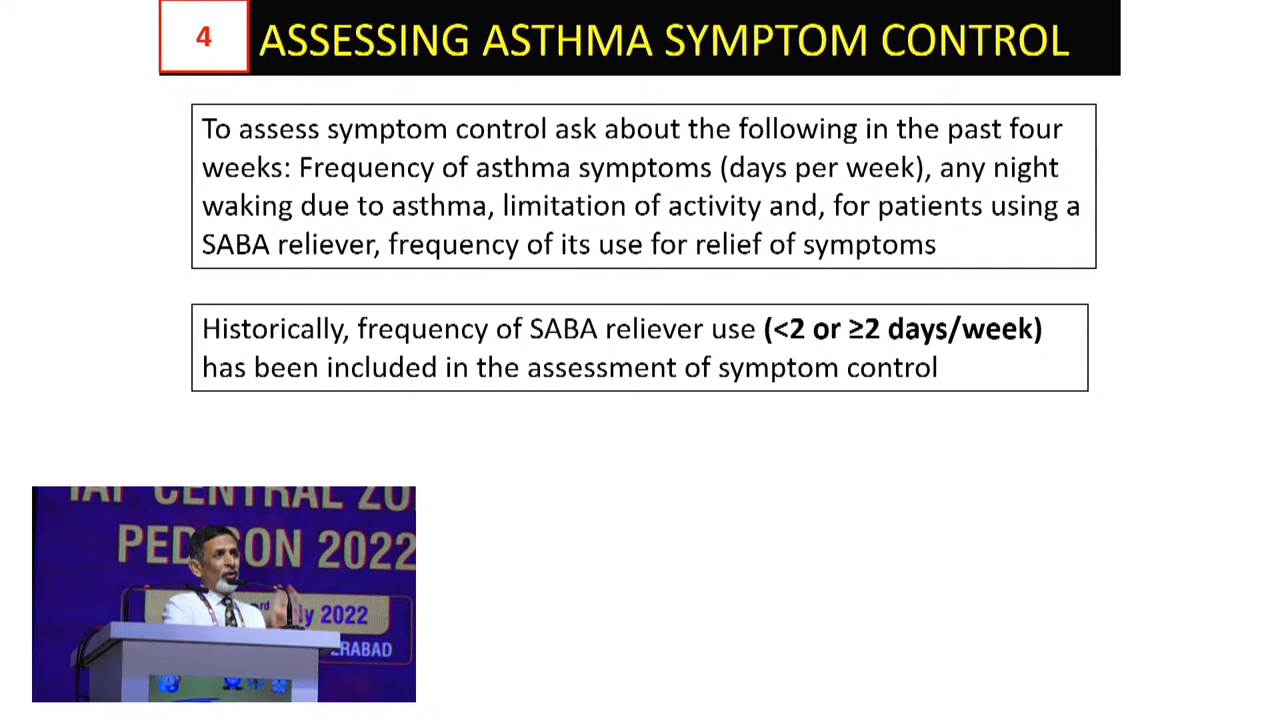 4
ASSESSING ASTHMA SYMPTOM CONTROL
To assess symptom control ask about the following in the past four
weeks: Frequency of asthma symptoms (days per week), any night
waking due to asthma, limitation of activity and, for patients using a
SABA reliever, frequency of its use for relief of symptoms
Historically, frequency of SABA reliever use (<2 or ≥2 days/week)
has been included in the assessment of symptom control
CENTRAL
2022
2022